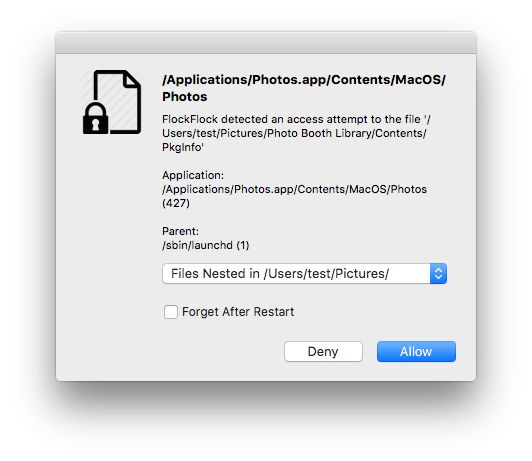 /Applications/Photos.app/Contents/MacOS/
Photos
FlockFlock detected an access attempt to the file '/
Users/test/Pictures/Photo Booth Library/Contents/
PkgInfo'
Application:
/Applications/Photos.app/Contents/MacOS/Photos
(427)
Parent:
/sbin/launchd (1)
Files Nested in /Users/test/Pictures/
Forget After Restart
Deny
Allow